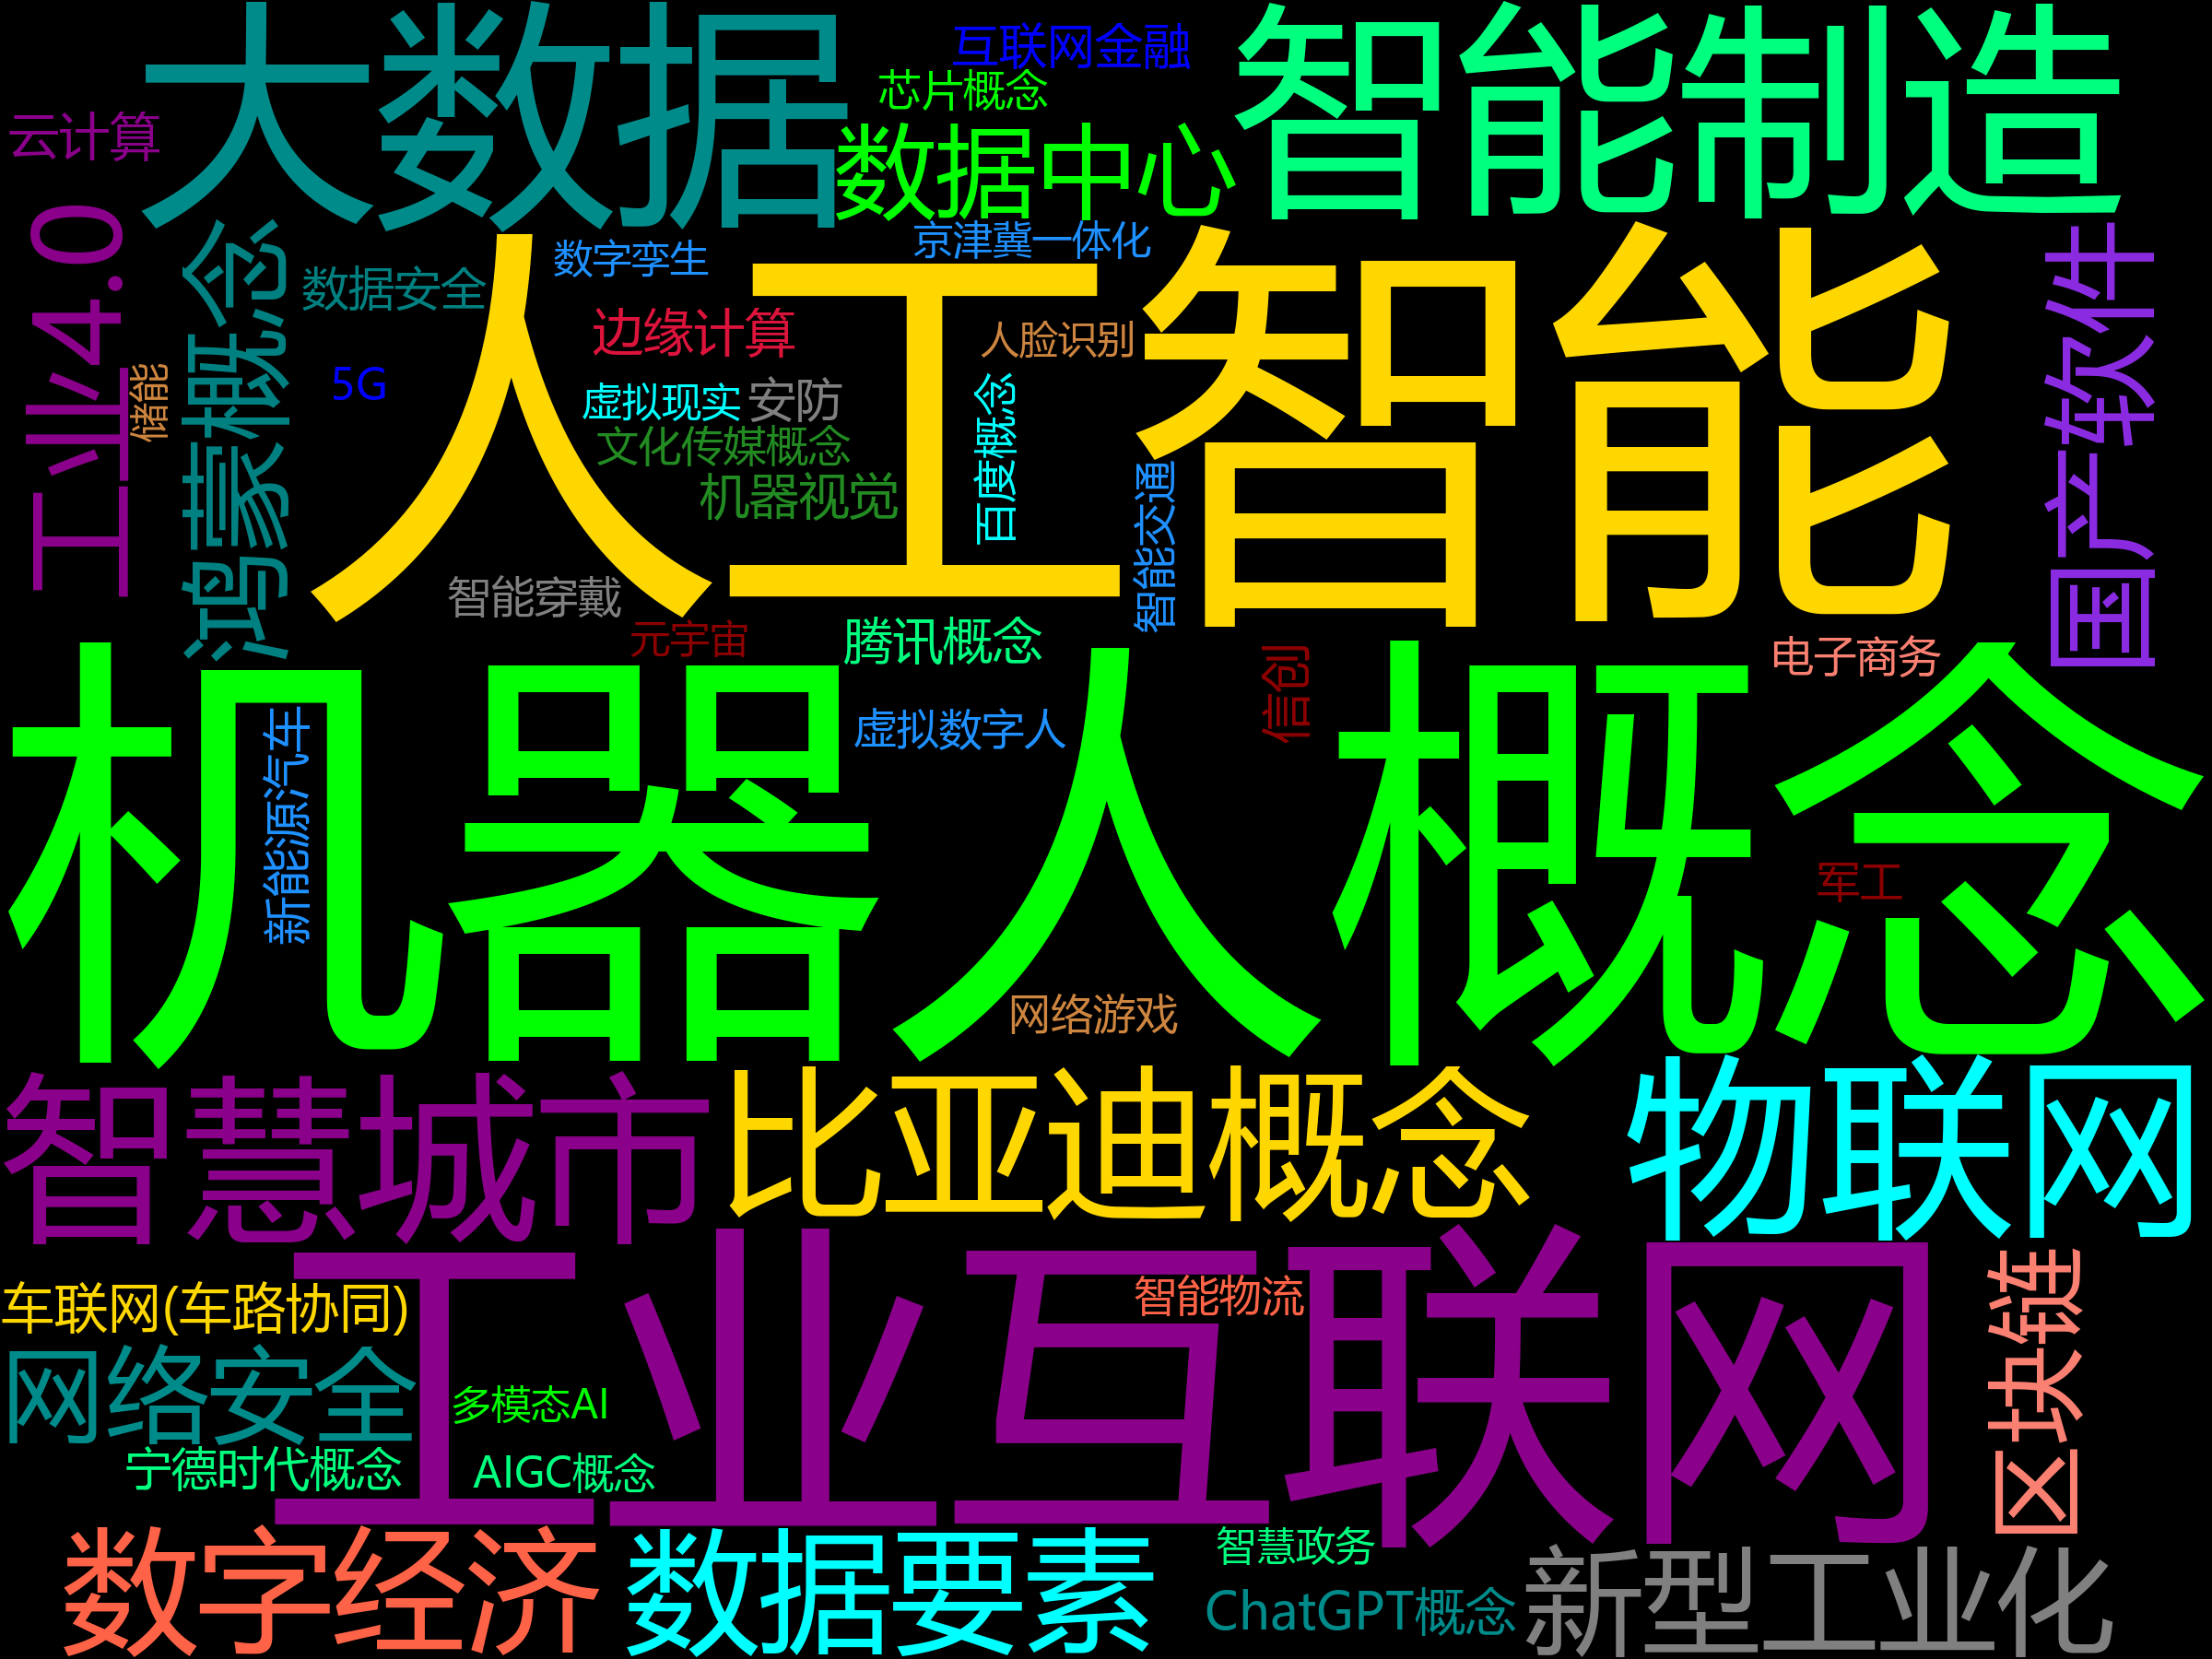 大数据
智能制造
互联网金融
芯片概念
数据中心
云计算
工业4.0
鸿蒙概念
数据安全
数字孪生
京津冀一体化
人工智能
国产软件
边缘计算
人脸识别
储能
5G
虚拟现实
安防
百度概念
文化传媒概念
机器视觉
智能交通
智能穿戴
元宇宙
腾讯概念
信创
电子商务
机器人概念
新能源汽车
虚拟数字人
军工
网络游戏
智慧城市
比亚迪概念
物联网
工业互联网
车联网(车路协同)
智能物流
区块链
网络安全
多模态AI
宁德时代概念
AIGC概念
数字经济
数据要素
智慧政务
ChatGPT概念
新型工业化